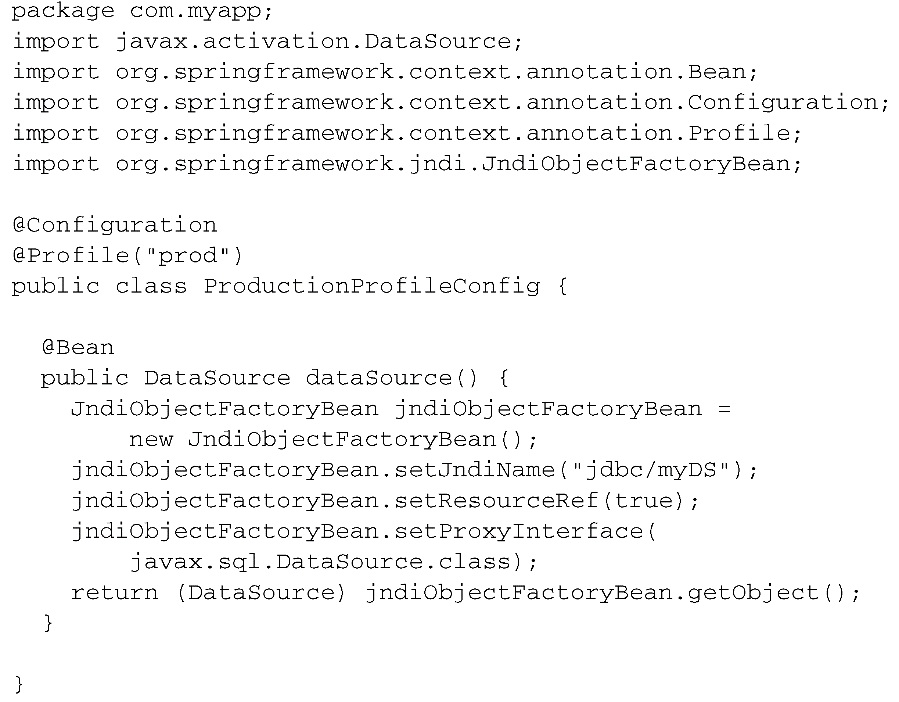 package com.myapp;
import javax.activation.DataSource;
import org.springframework.context.annotation.Bean;
import org.springframework.context.annotation.Configuration;
import org.springframework.context.annotation.Profile;
import org.springframework.jndi.JndiObjectFactoryBean;

@Configuration
@Profile("prod")
public class ProductionProfileConfig {

  @Bean
  public DataSource dataSource() {
    JndiObjectFactoryBean jndiObjectFactoryBean =
        new JndiObjectFactoryBean();
    jndiObjectFactoryBean.setJndiName("jdbc/myDS");
    jndiObjectFactoryBean.setResourceRef(true);
    jndiObjectFactoryBean.setProxyInterface(
        javax.sql.DataSource.class);
    return (DataSource) jndiObjectFactoryBean.getObject();
  }

}